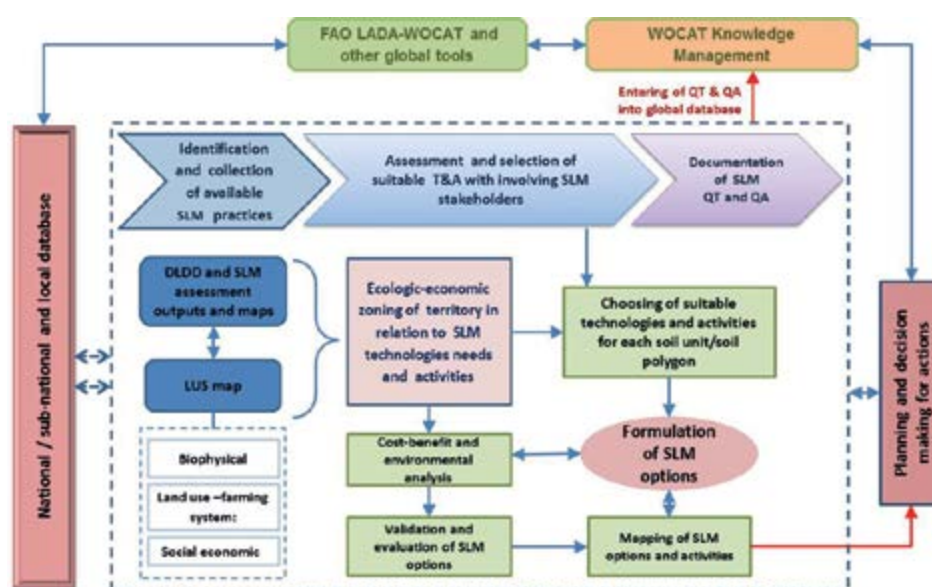 FAO LADA-WOCAT and
other global tools
WOCAT Knowledge
Management
Entering of QT & QA
into global database
National / sub-national and local database
Identification
and collection
of available
SLM practices
Assessment and selection of
suitable T&A with involving SLM
stakeholders
Documentation
of SLM
QT and QA
DLDD and SLM
assessment
outputs and maps
LUS map
Biophysical
Land use –farming
system:
Social economic
Ecologic-economic
zoning of territory in
relation to SLM
technologies needs
and activities
Choosing of suitable
technologies and activities
for each soil unit/soil
polygon
Cost-benefit and
environmental
analysis
Formulation
of SLM
options
Validation and
evaluation of SLM
options
Mapping of SLM
options and activities
Planning and decision
making for actions